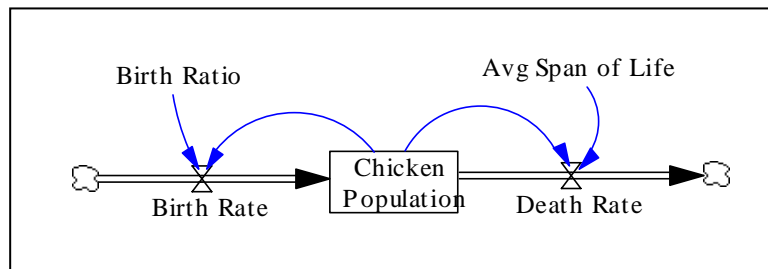 Birth Ratio
Avg Span of Life
Chicken
Population
Birth Rate
Death Rate